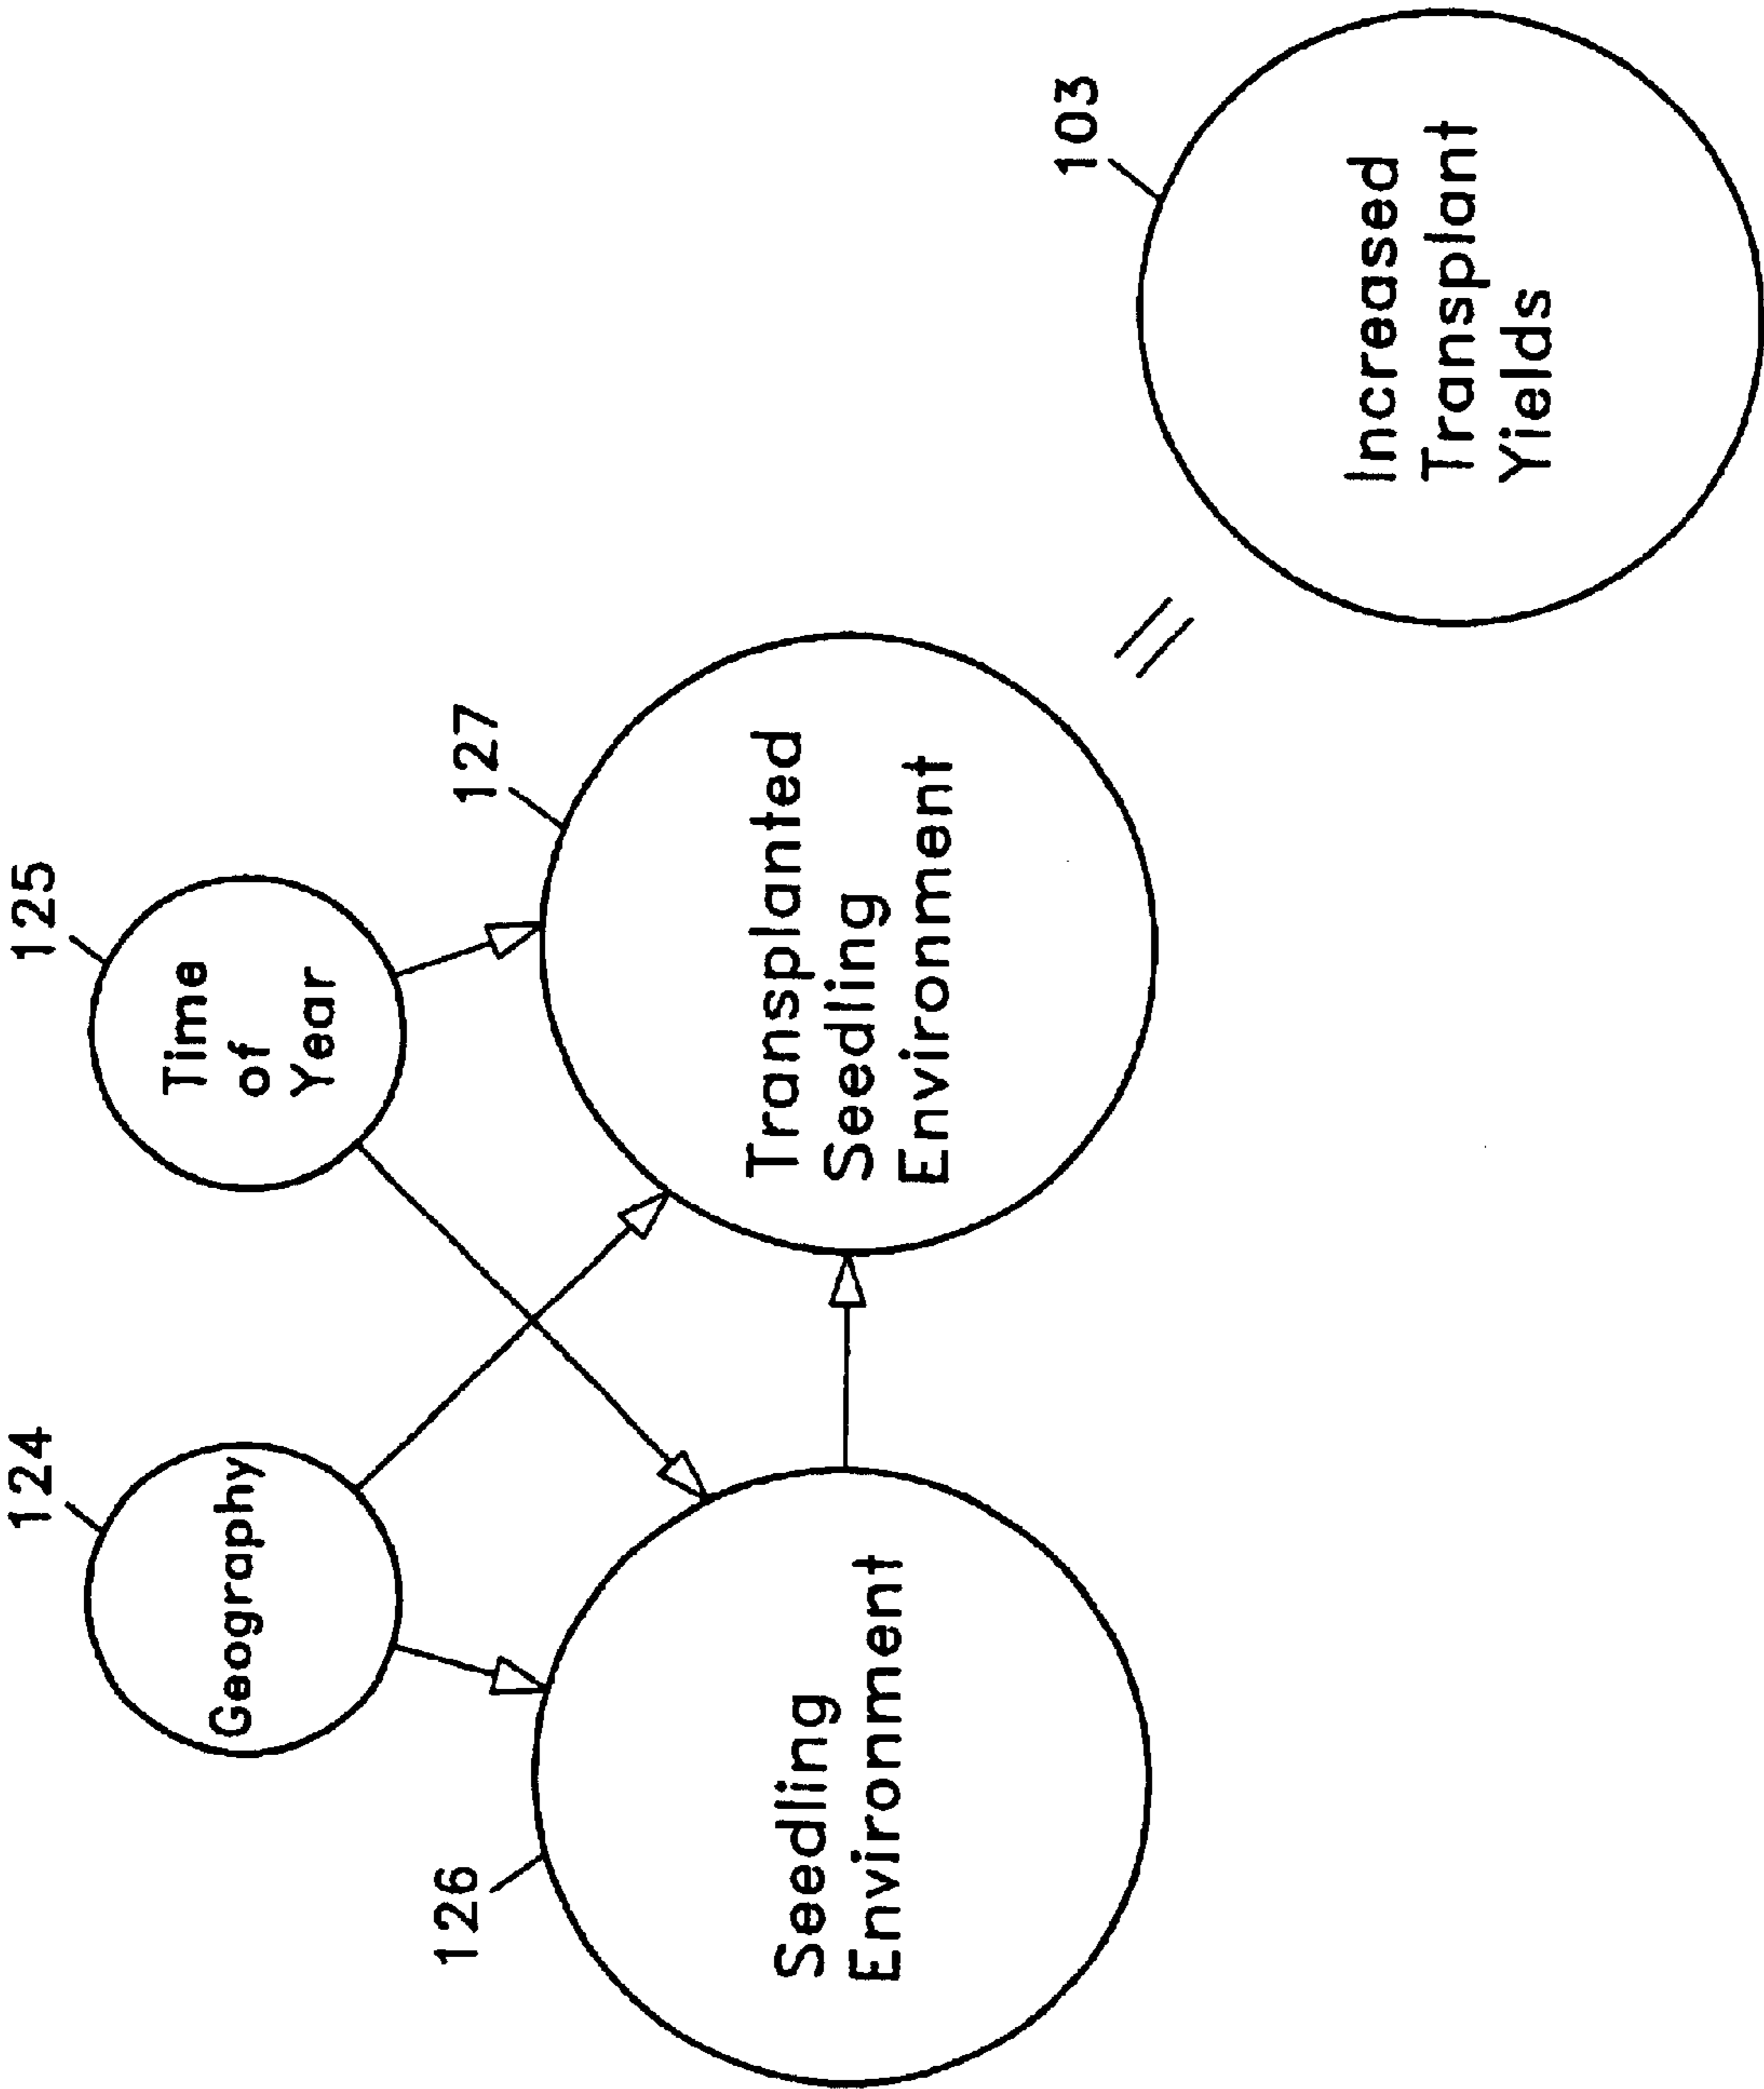 124
Geography
125
Time
of
Year
126
Seedling
Environment
127
Transplanted
Seedling
Environment
103
Increased
Transplant
Yields